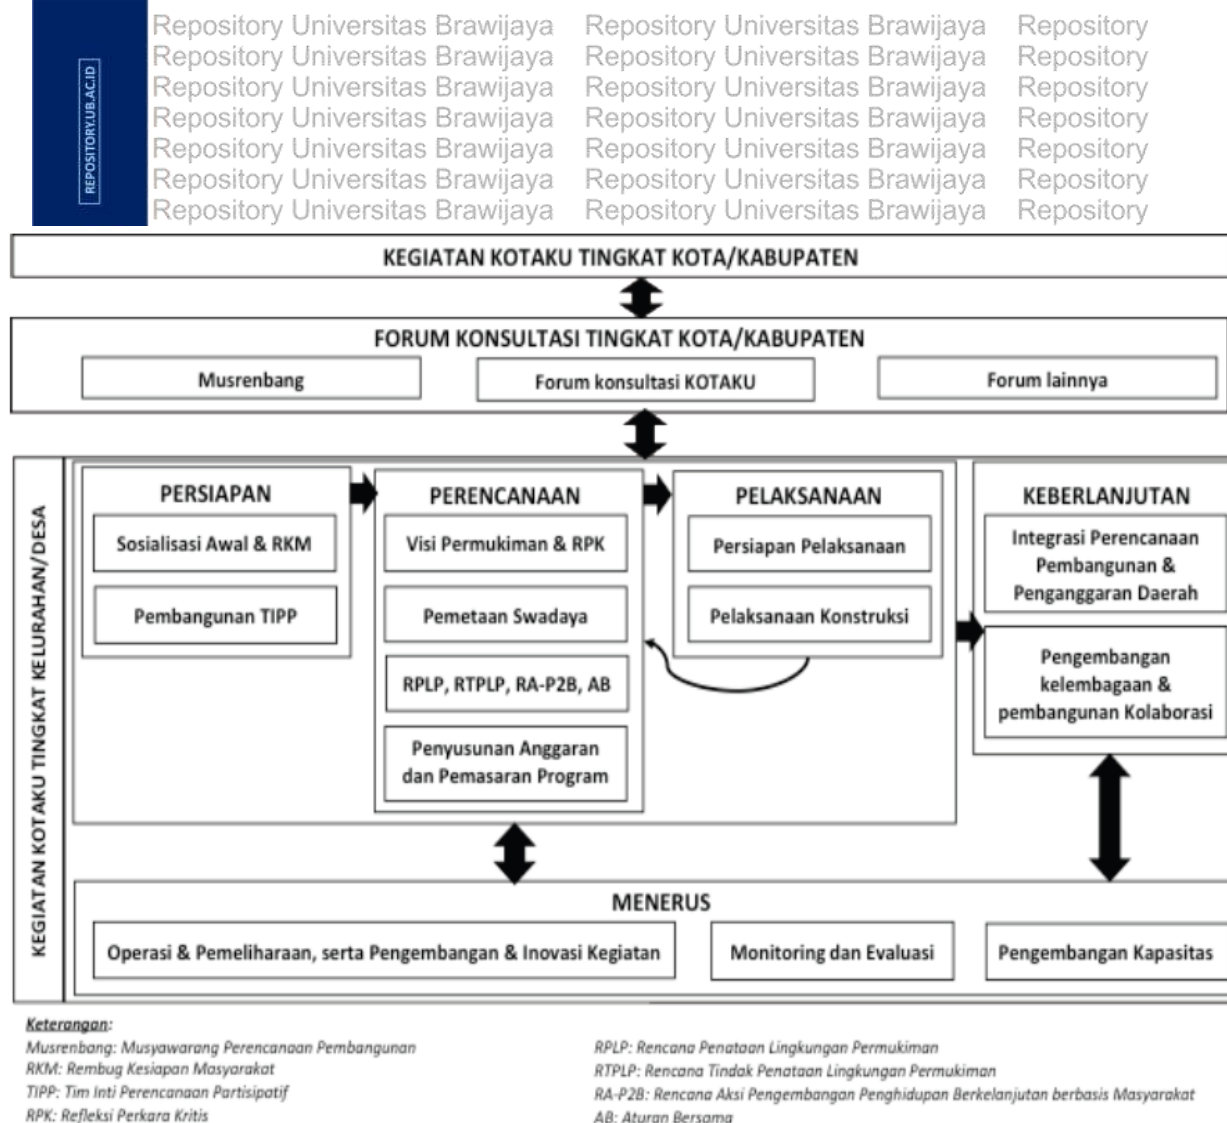 REPOSITORY.UB.AC.ID
Repository Universitas Brawijaya Repository Universitas Brawijaya Repository
Repository Universitas Brawijaya Repository Universitas Brawijaya Repository
Repository Universitas Brawijaya Repository Universitas Brawijaya Repository
Repository Universitas Brawijaya Repository Universitas Brawijaya Repository
Repository Universitas Brawijaya Repository Universitas Brawijaya Repository
Repository Universitas Brawijaya Repository Universitas Brawijaya Repository
Repository Universitas Brawijaya Repository Universitas Brawijaya Repository
KEGIATAN KOTAKU TINGKAT KOTA/KABUPATEN
FORUM KONSULTASI TINGKAT KOTA/KABUPATEN
Musrenbang
Forum konsultasi KOTAKU
Forum lainnya
KEGIATAN KOTAKU TINGKAT KELURAHAN/DESA
PERSIAPAN
Sosialisasi Awal & RKM
Pembangunan TIPP
PERENCANAAN
Visi Permukiman & RPK
Pemetaan Swadaya
RPLP, RTPLP, RA-P2B, AB
Penyusunan Anggaran
dan Pemasaran Program
PELAKSANAAN
Persiapan Pelaksanaan
Pelaksanaan Konstruksi
KEBERLANJUTAN
Integrasi Perencanaan
Pembangunan &
Penganggaran Daerah
Pengembangan
kelembagaan &
pembangunan Kolaborasi
MENERUS
Operasi & Pemeliharaan, serta Pengembangan & Inovasi Kegiatan
Monitoring dan Evaluasi
Pengembangan Kapasitas
Keterangan:
Musrenbang: Musyawarang Perencanaan Pembangunan
RKM: Rembug Kesiapan Masyarakat
TIPP: Tim Inti Perencanaan Partisipatif
RPK: Refleksi Perkara Kritis
RPLP: Rencana Penataan Lingkungan Permukiman
RTPLP: Rencana Tindak Penataan Lingkungan Permukiman
RA-P2B: Rencana Aksi Pengembangan Penghidupan Berkelanjutan berbasis Masyarakat
AB: Aturan Bersama